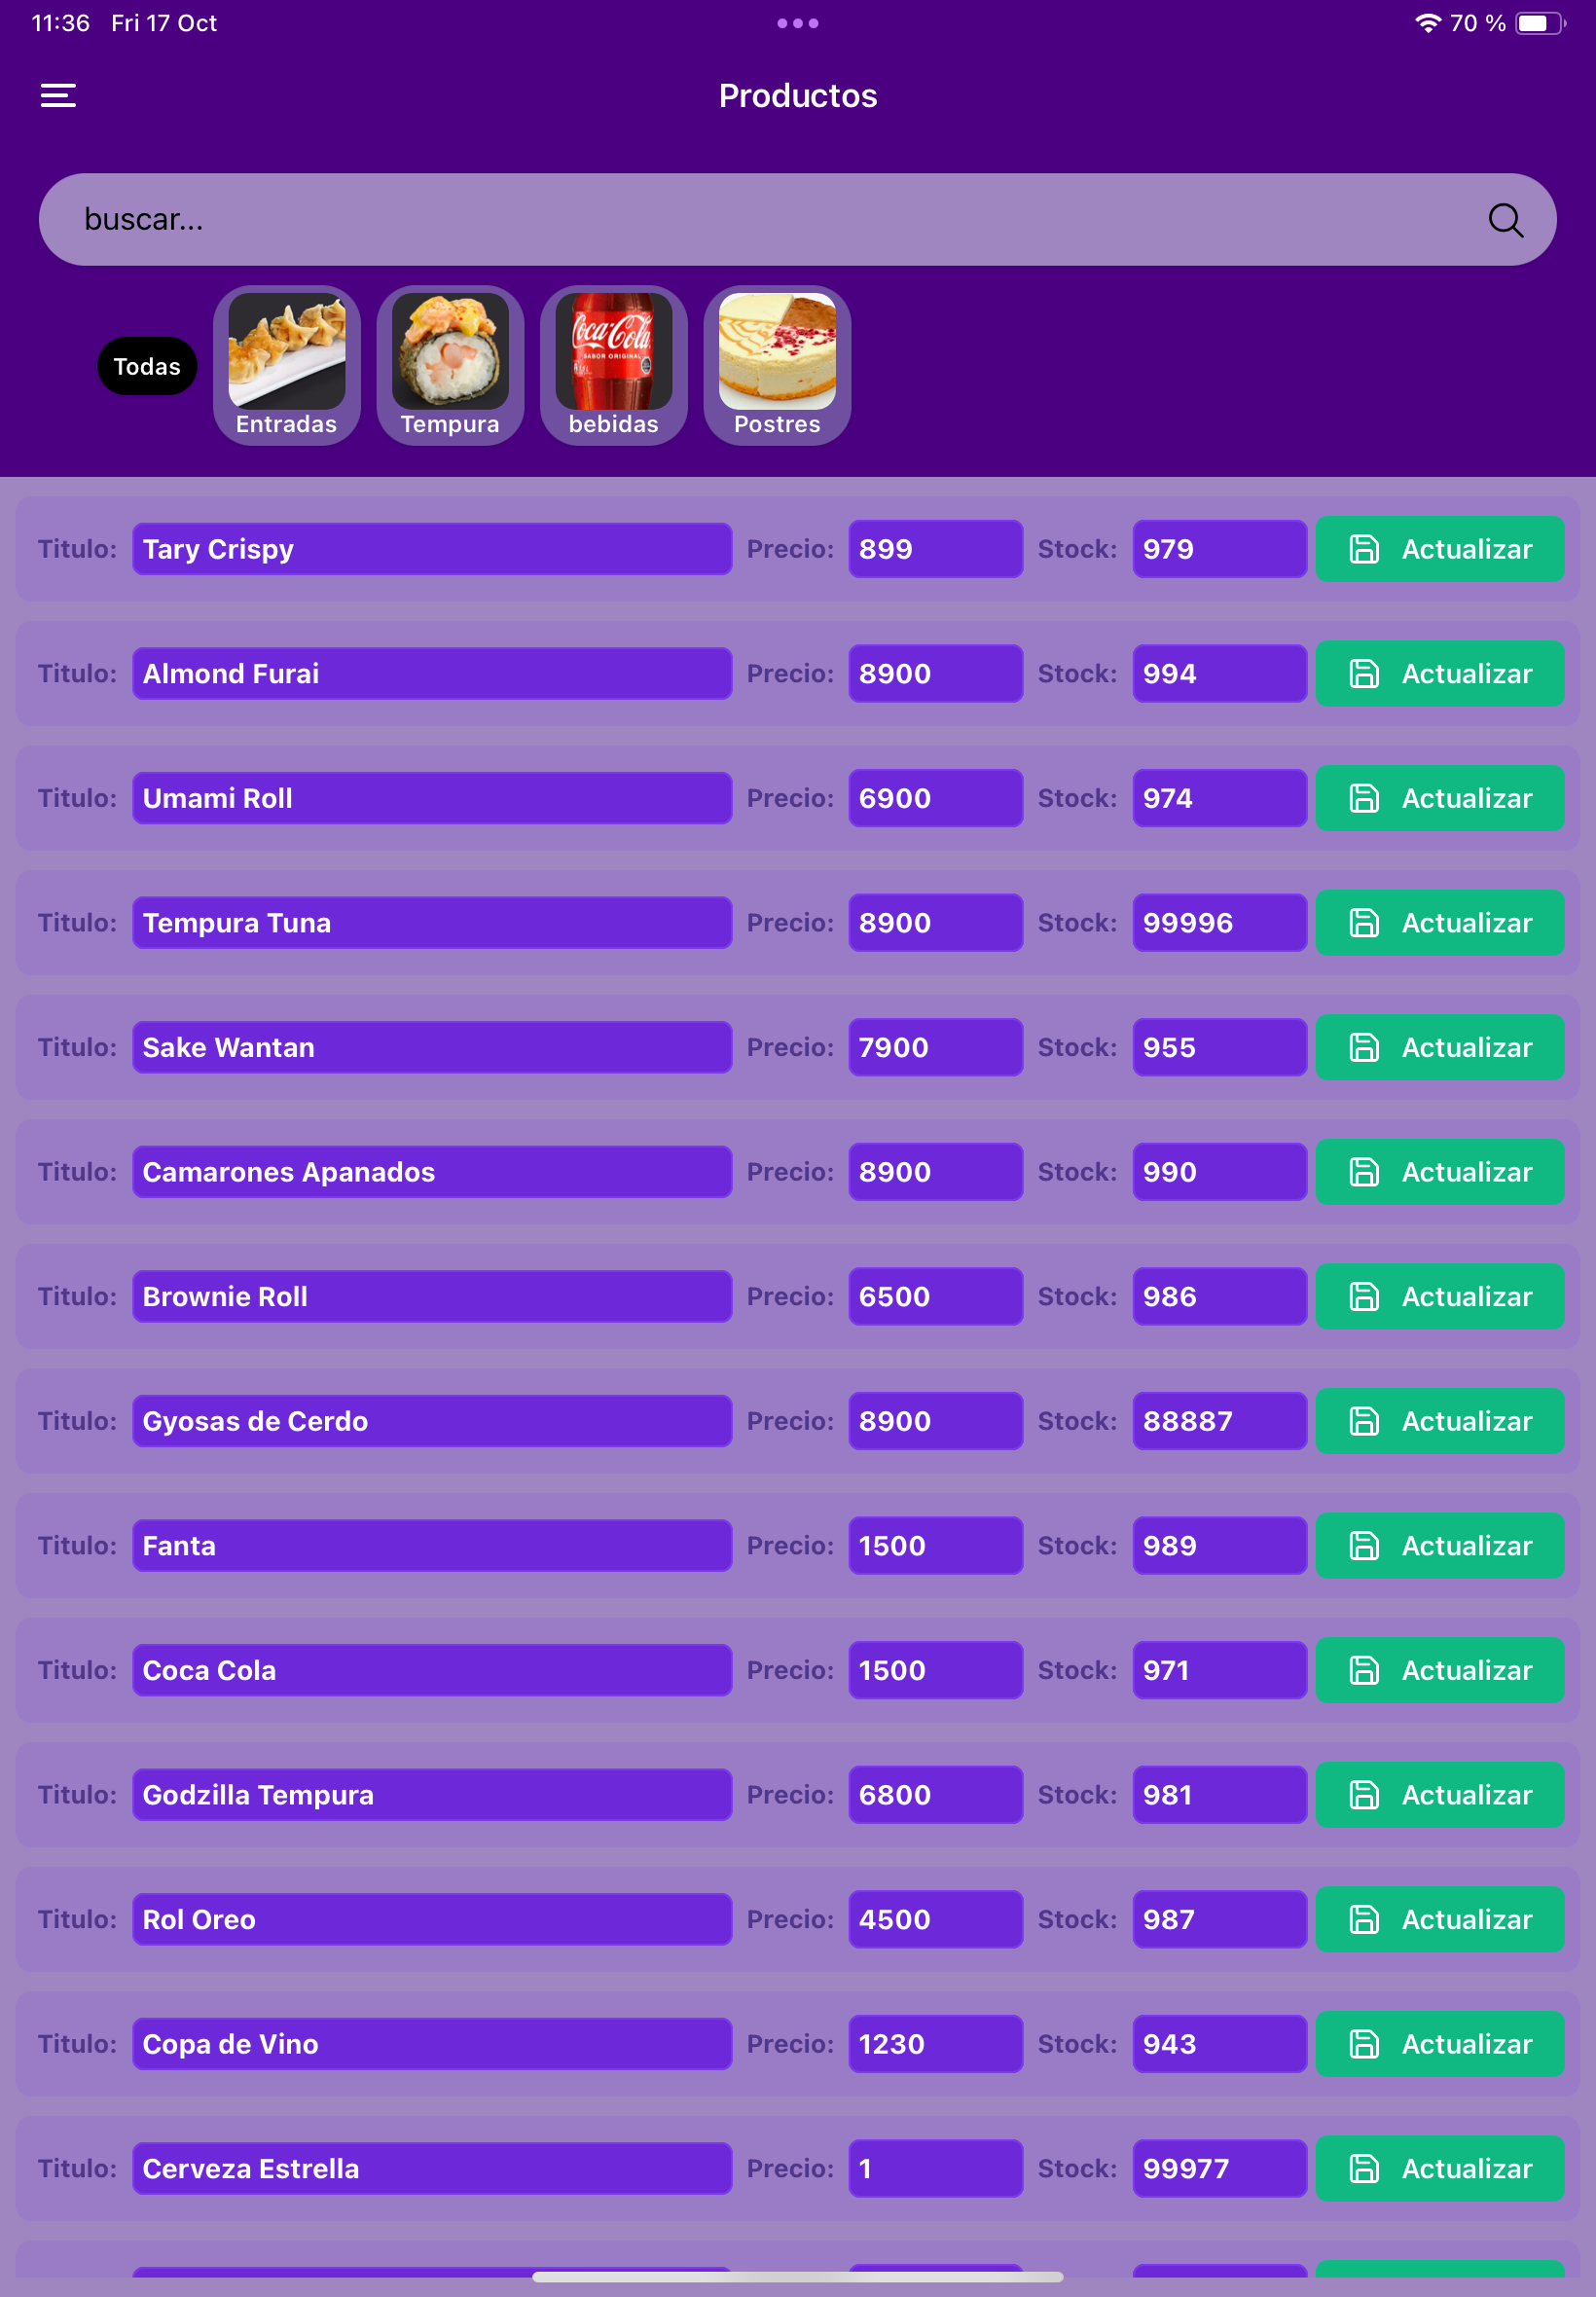 11:36 Fri 17 Oct 70 %
Productos
buscar...
Todas
Coca-Cola
SABOR ORIGINAL
Entradas Tempura bebidas Postres
Titulo: Tary Crispy Precio: 899 Stock: 979 Actualizar
Titulo: Almond Furai Precio: 8900 Stock: 994 Actualizar
Titulo: Umami Roll Precio: 6900 Stock: 974 Actualizar
Titulo: Tempura Tuna Precio: 8900 Stock: 99996 Actualizar
Titulo: Sake Wantan Precio: 7900 Stock: 955 Actualizar
Titulo: Camarones Apanados Precio: 8900 Stock: 990 Actualizar
Titulo: Brownie Roll Precio: 6500 Stock: 986 Actualizar
Titulo: Gyosas de Cerdo Precio: 8900 Stock: 88887 Actualizar
Titulo: Fanta Precio: 1500 Stock: 989 Actualizar
Titulo: Coca Cola Precio: 1500 Stock: 971 Actualizar
Titulo: Godzilla Tempura Precio: 6800 Stock: 981 Actualizar
Titulo: Rol Oreo Precio: 4500 Stock: 987 Actualizar
Titulo: Copa de Vino Precio: 1230 Stock: 943 Actualizar
Titulo: Cerveza Estrella Precio: 1 Stock: 99977 Actualizar